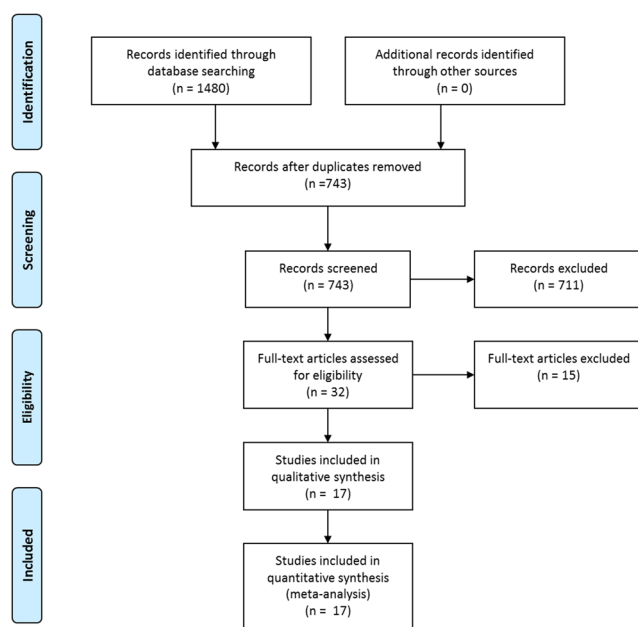 Identification
Records identified through
database searching
(n = 1480)
Additional records identified
through other sources
(n = 0)
Records after duplicates removed
(n =743)
Screening
Records screened
(n = 743)
Records excluded
(n = 711)
Eligibility
Full-text articles assessed
for eligibility
(n = 32)
Full-text articles excluded
(n = 15)
Studies included in
qualitative synthesis
(n = 17)
Included
Studies included in
quantitative synthesis
(meta-analysis)
(n = 17)